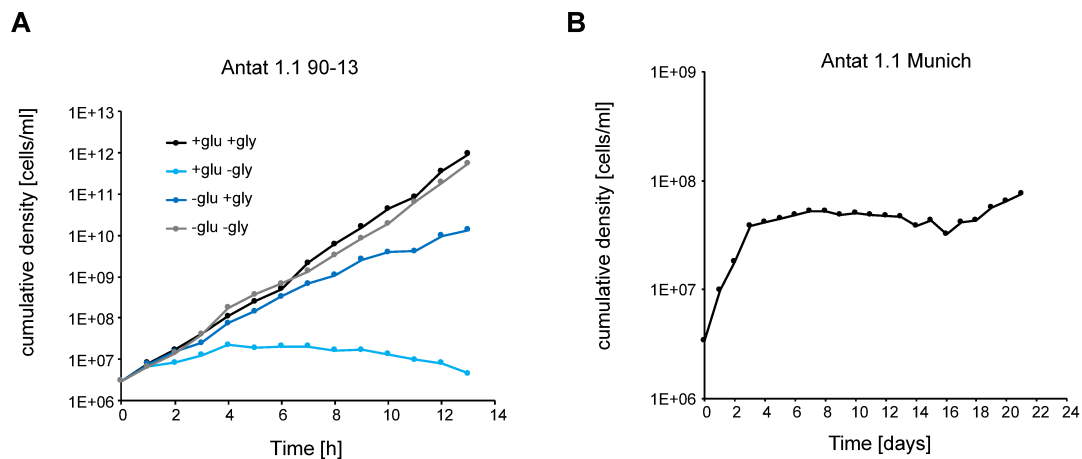 A
Antat 1.1 90-13
cumulative density [cells/ml]
1E+13
1E+12
1E+11
1E+10
1E+09
1E+08
1E+07
1E+06
+glu +gly
+glu -gly
-glu +gly
-glu -gly
0 2 4 6 8 10 12 14
Time [h]
B
Antat 1.1 Munich
cumulative density [cells/ml]
1E+09
1E+08
1E+07
1E+06
0 2 4 6 8 10 12 14 16 18 20 22 24
Time [days]